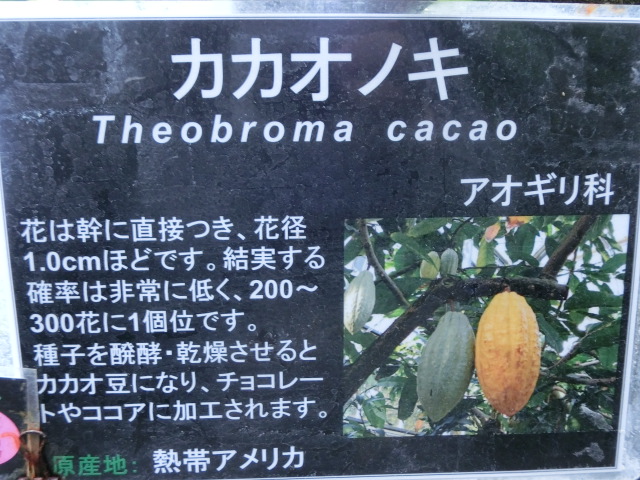 カカオノキ
Theobroma cacao
アオギリ科
花は幹に直接つき、花径
1.0cmほどです。結実する
確率は非常に低く、200～
300花に1個位です。
種子を醗酵・乾燥させると
カカオ豆になり、チョコレー
トやココアに加工されます。
原産地： 熱帯アメリカ